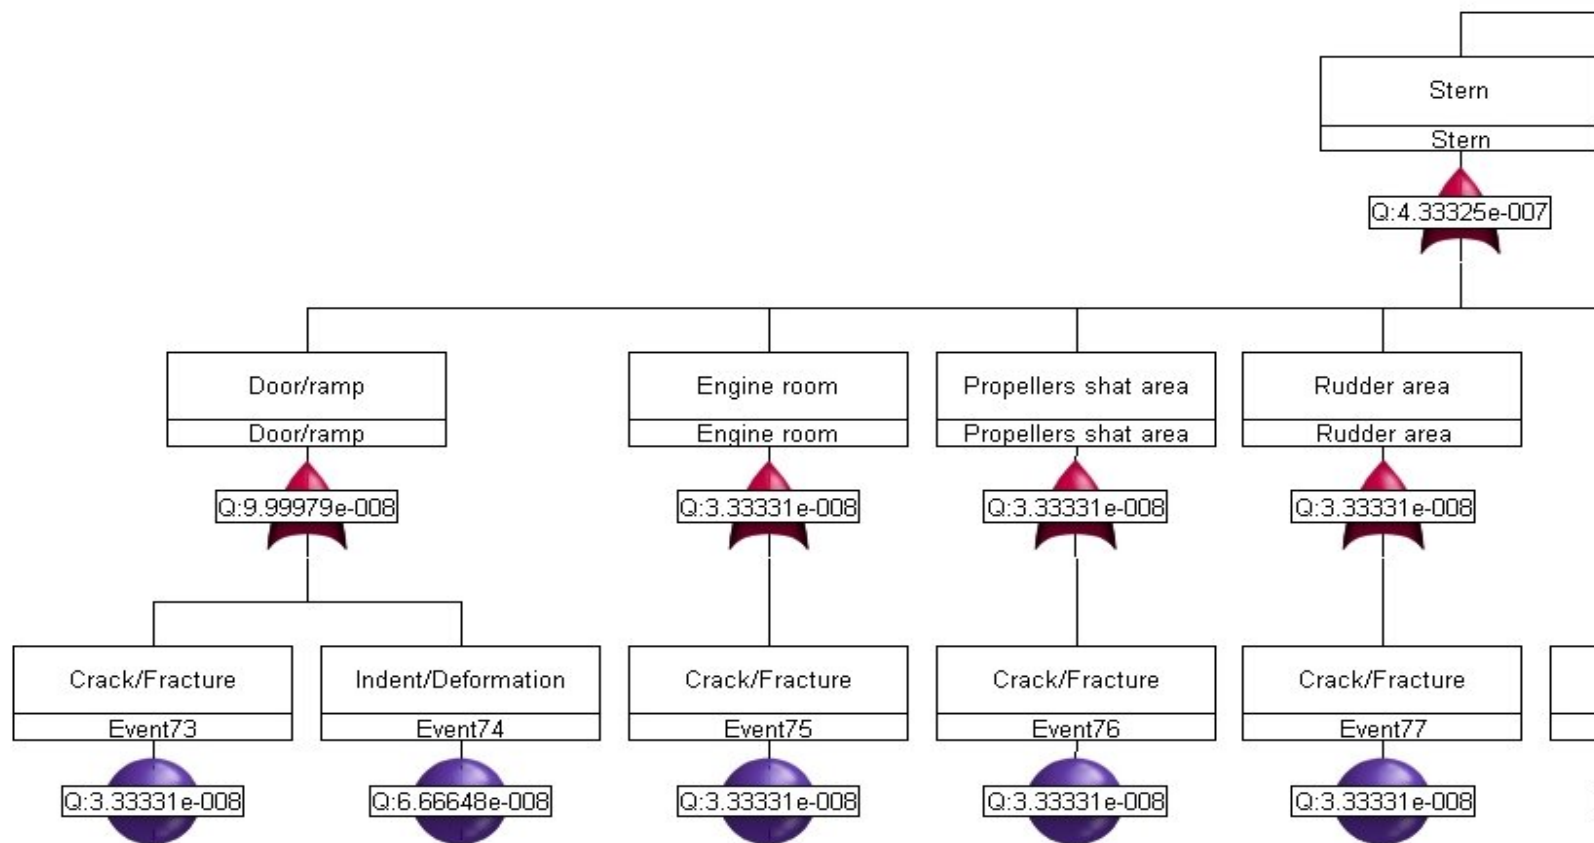 Stern
Stern
Q:4.33325e-007
Door/ramp
Door/ramp
Q:9.99979e-008
Engine room
Engine room
Q:3.33331e-008
Propellers shat area
Propellers shat area
Q:3.33331e-008
Rudder area
Rudder area
Q:3.33331e-008
Crack/Fracture
Event73
Q:3.33331e-008
Indent/Deformation
Event74
Q:6.66648e-008
Crack/Fracture
Event75
Q:3.33331e-008
Crack/Fracture
Event76
Q:3.33331e-008
Crack/Fracture
Event77
Q:3.33331e-008